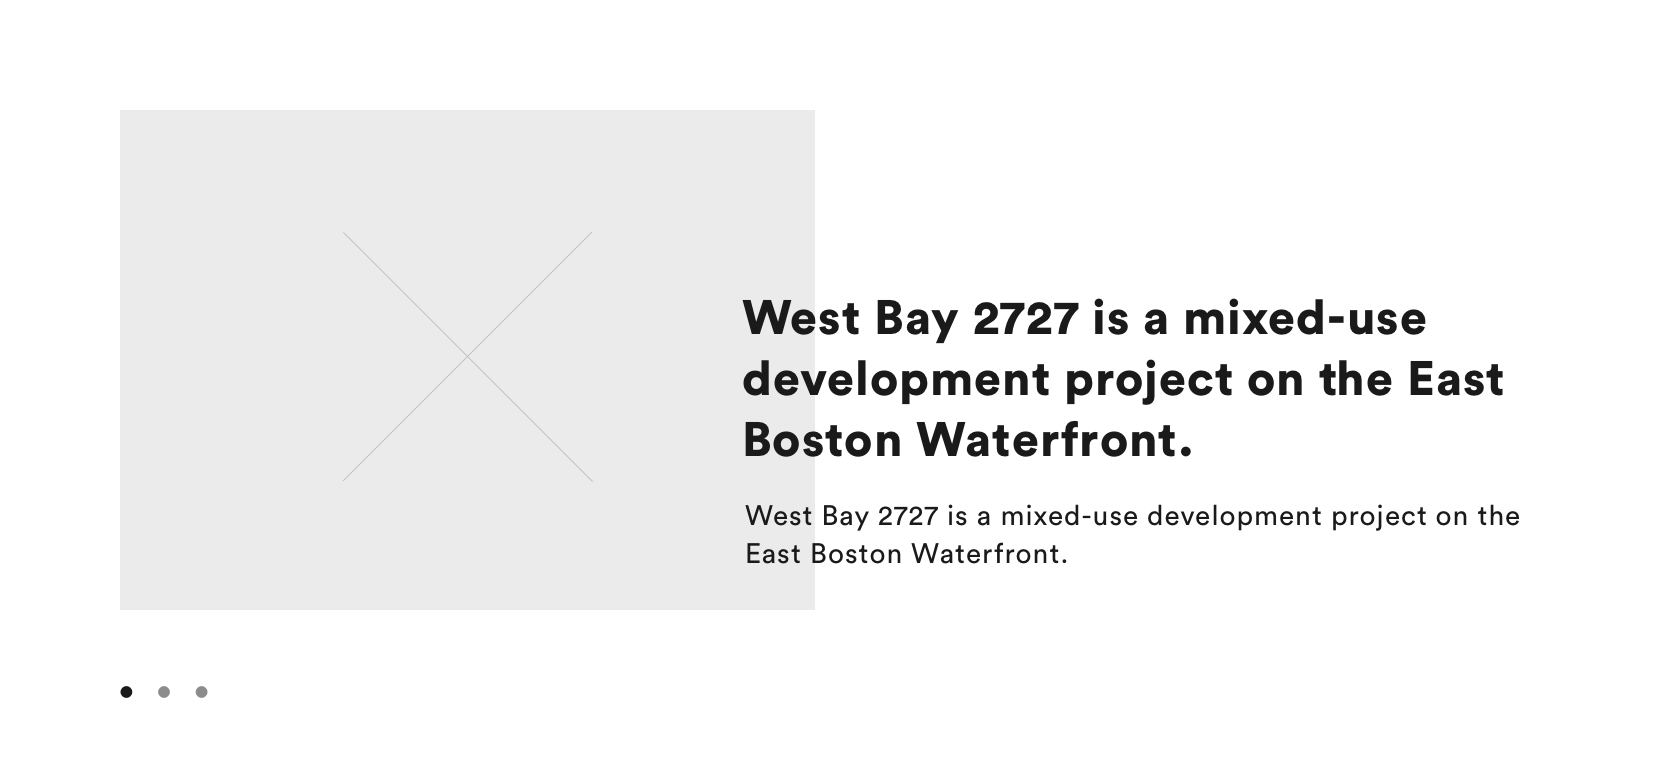 West Bay 2727 is a mixed-use
development project on the East
Boston Waterfront.
West Bay 2727 is a mixed-use development project on the
East Boston Waterfront.